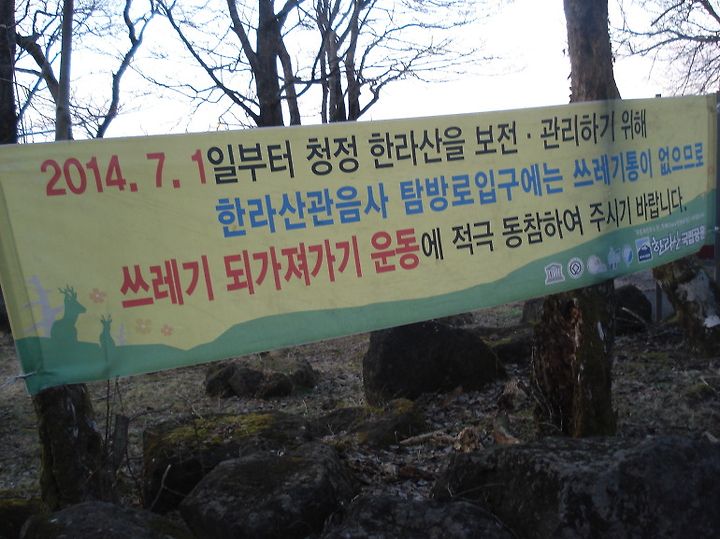 2014. 7. 1일부터 청정 한라산을 보전 · 관리하기 위해
한라산관음사 탐방로입구에는 쓰레기통이 없으므로
쓰레기 되가져가기 운동에 적극 동참하여 주시기 바랍니다.
한라산국립공원